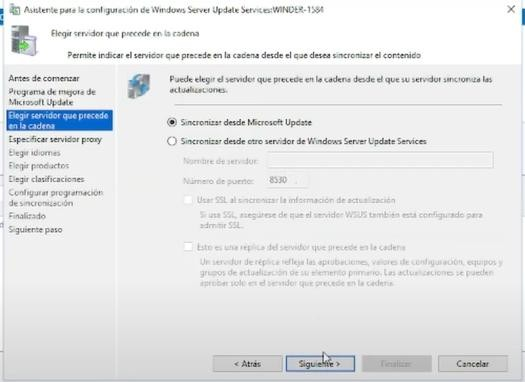 Asistente para la configuración de Windows Server Update Services:WINDER-1584
Elegir servidor que precede en la cadena
Permite indicar el servidor que precede en la cadena desde el que desea sincronizar el contenido
Antes de comenzar
Programa de mejora de
Microsoft Update
Elegir servidor que precede
en la cadena
Especificar servidor proxy
Elegir idiomas
Elegir productos
Elegir clasificaciones
Configurar programación
de sincronización
Finalizado
Siguiente paso
Puede elegir el servidor que precede en la cadena desde el que su servidor sincroniza las
actualizaciones.
Sincronizar desde Microsoft Update
Sincronizar desde otro servidor de Windows Server Update Services
Nombre de servidor:
Número de puerto: 8530
Usar SSL al sincronizar la información de actualización
Si usa SSL, asegúrese de que el servidor WSUS también está configurado para
admitir SSL.
Esto es una réplica del servidor que precede en la cadena
Un servidor de réplica refleja las aprobaciones, valores de configuración, equipos y
grupos de actualización de su elemento primario. Las actualizaciones se pueden
aprobar solo en el servidor que precede en la cadena.
< Atrás
Siguiente >
Finalizar
Cancelar